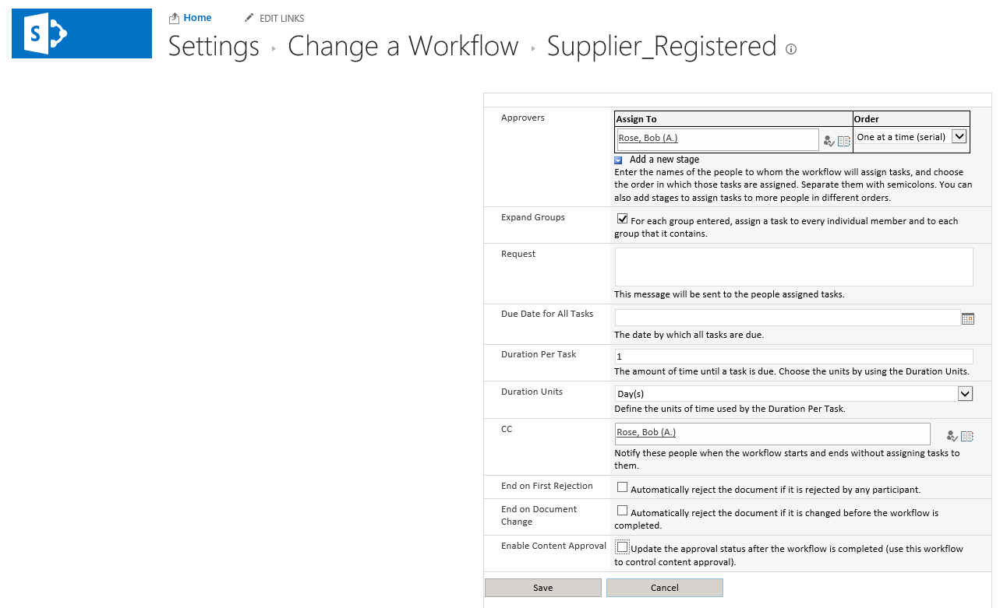 S
Home
EDIT LINKS
Settings Change a Workflow Supplier_Registered
Approvers
Assign To
Order
Rose, Bob (A.)
One at a time (serial)
Add a new stage
Enter the names of the people to whom the workflow will assign tasks, and choose
the order in which those tasks are assigned. Separate them with semicolons. You can
also add stages to assign tasks to more people in different orders.
Expand Groups
For each group entered, assign a task to every individual member and to each
group that it contains.
Request
This message will be sent to the people assigned tasks.
Due Date for All Tasks
The date by which all tasks are due.
Duration Per Task
1
The amount of time until a task is due. Choose the units by using the Duration Units.
Duration Units
Day(s)
Define the units of time used by the Duration Per Task.
CC
Rose, Bob (A.)
Notify these people when the workflow starts and ends without assigning tasks to
them.
End on First Rejection
Automatically reject the document if it is rejected by any participant.
End on Document
Change
Automatically reject the document if it is changed before the workflow is
completed.
Enable Content Approval
Update the approval status after the workflow is completed (use this workflow
to control content approval).
Save
Cancel